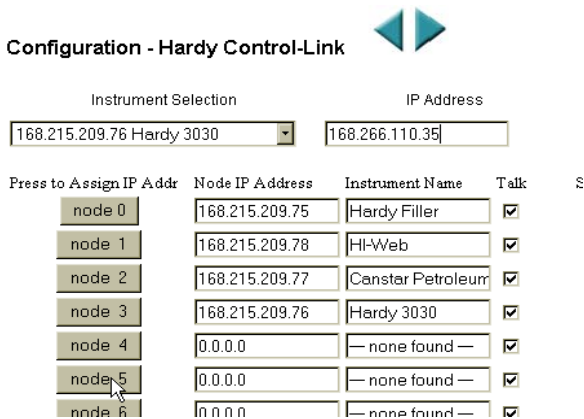 Configuration - Hardy Control-Link
Instrument Selection IP Address
168.215.209.76 Hardy 3030 168.266.110.35
Press to Assign IP Addr Node IP Address Instrument Name Talk S
node 0 168.215.209.75 Hardy Filler
node 1 168.215.209.78 HI-Web
node 2 168.215.209.77 Canstar Petroleum
node 3 168.215.209.76 Hardy 3030
node 4 0.0.0.0 — none found —
node 5 0.0.0.0 — none found —
node 6 0.0.0.0 — none found —